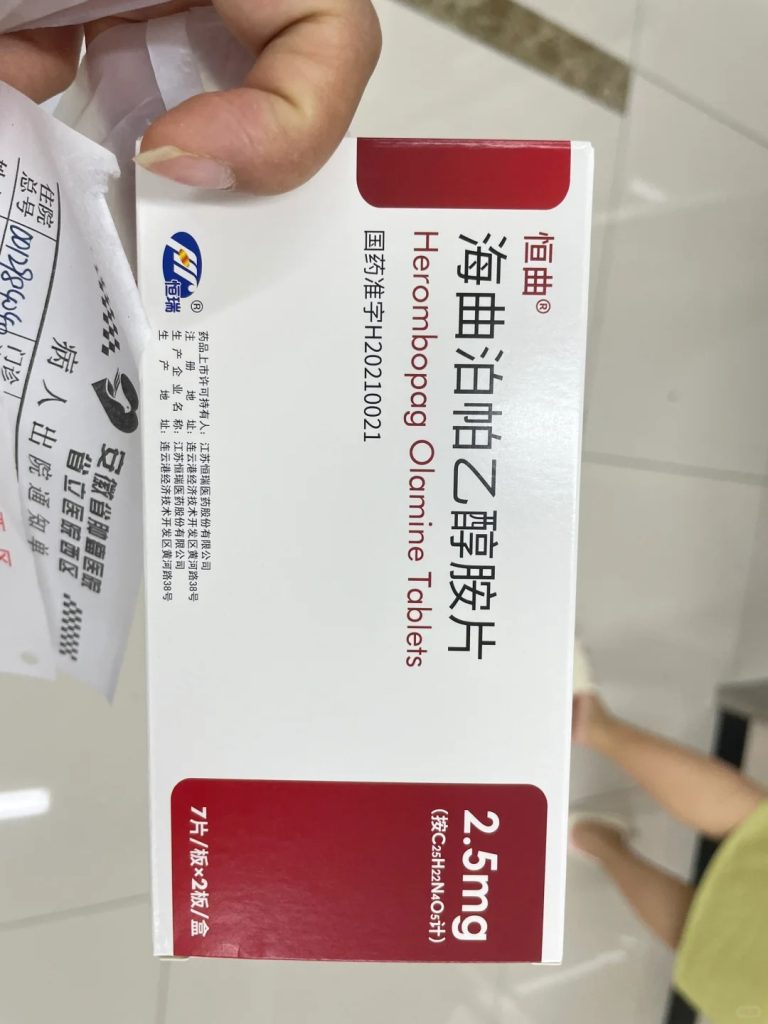 恒曲®
海曲泊帕乙醇胺片
Herombopag Olamine Tablets
国药准字H20210021
恒瑞®
药品上市许可持有人：江苏恒瑞医药股份有限公司
注册地址：连云港经济技术开发区黄河路38号
生产企业名称：江苏恒瑞医药股份有限公司
生产地址：连云港经济技术开发区黄河路38号
2.5mg
(按C25H22N4O5计)
7片/板×2板/盒
安徽省肿瘤医院
省立医院西区
病人出院通知单
住院
总号
门诊